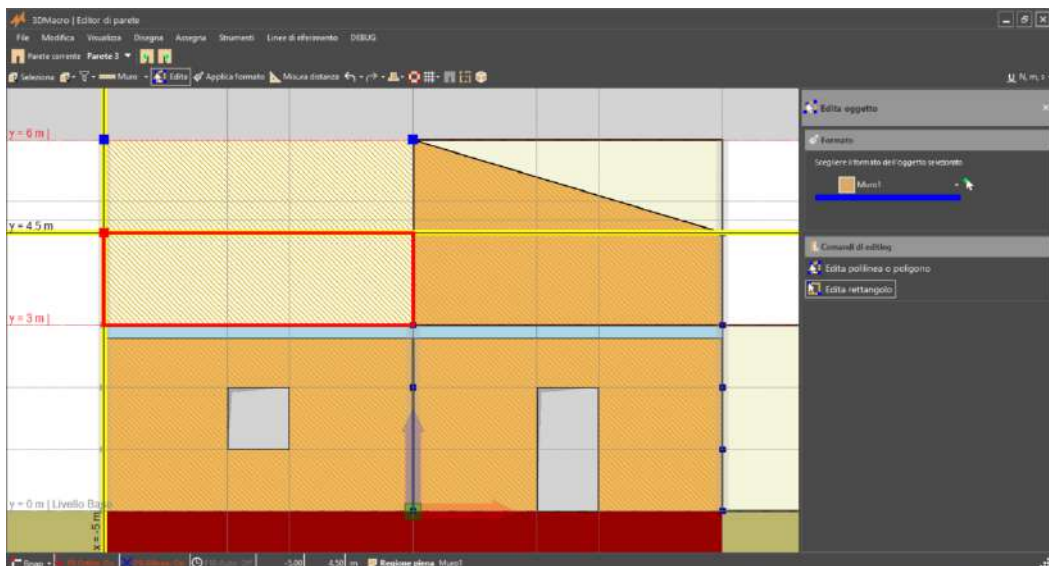 3DMacro | Editor di parete
File Modifica Visualizza Disegna Assegna Strumenti Linee di riferimento DEBUG
Parete corrente Parete 3
Seleziona Muro Edita Applica formato Misura distanze N, m, s
Edita oggetto
y = 6 m |
Formato
Scegliere il formato dell'oggetto selezionato
Muro1
y = 4.5 m
Comandi di editing
Edita polilinea o poligono
Edita rettangolo
y = 3 m |
y = 0 m | Livello Base
x = -5 m
Snap -5.00 4.50 m Regione piena Muro1